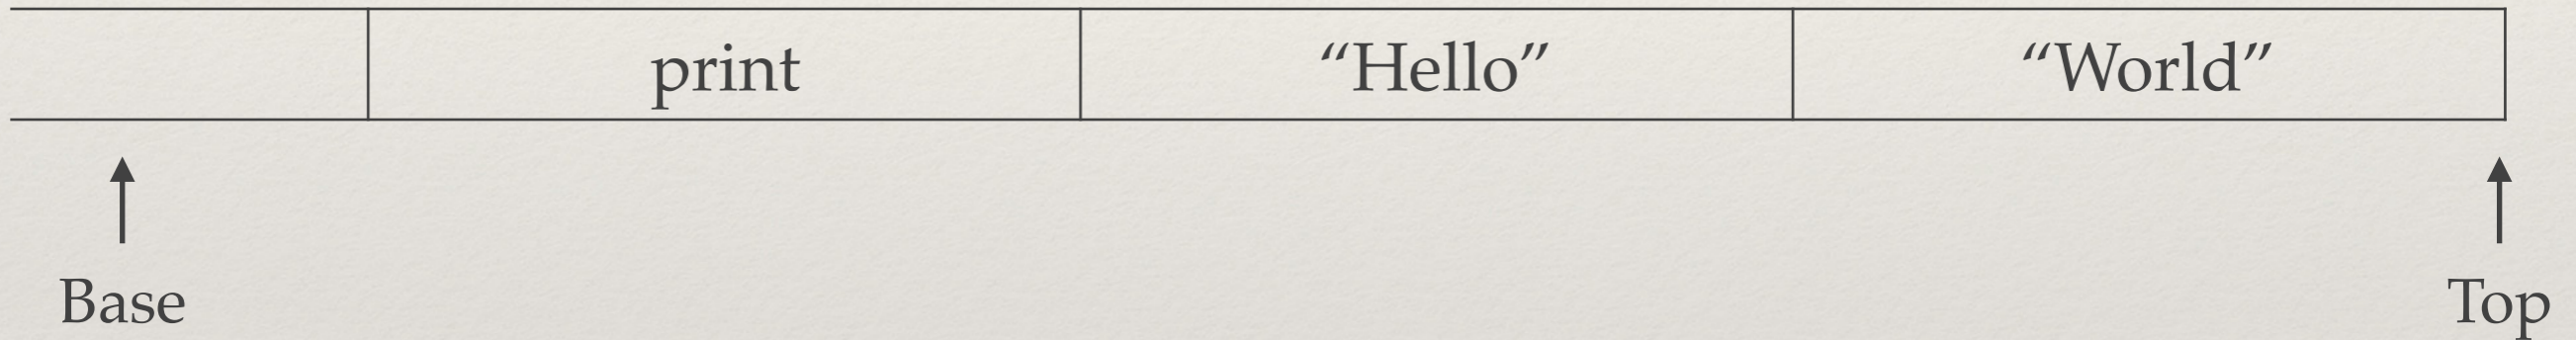 print “Hello” “World”
Base Top